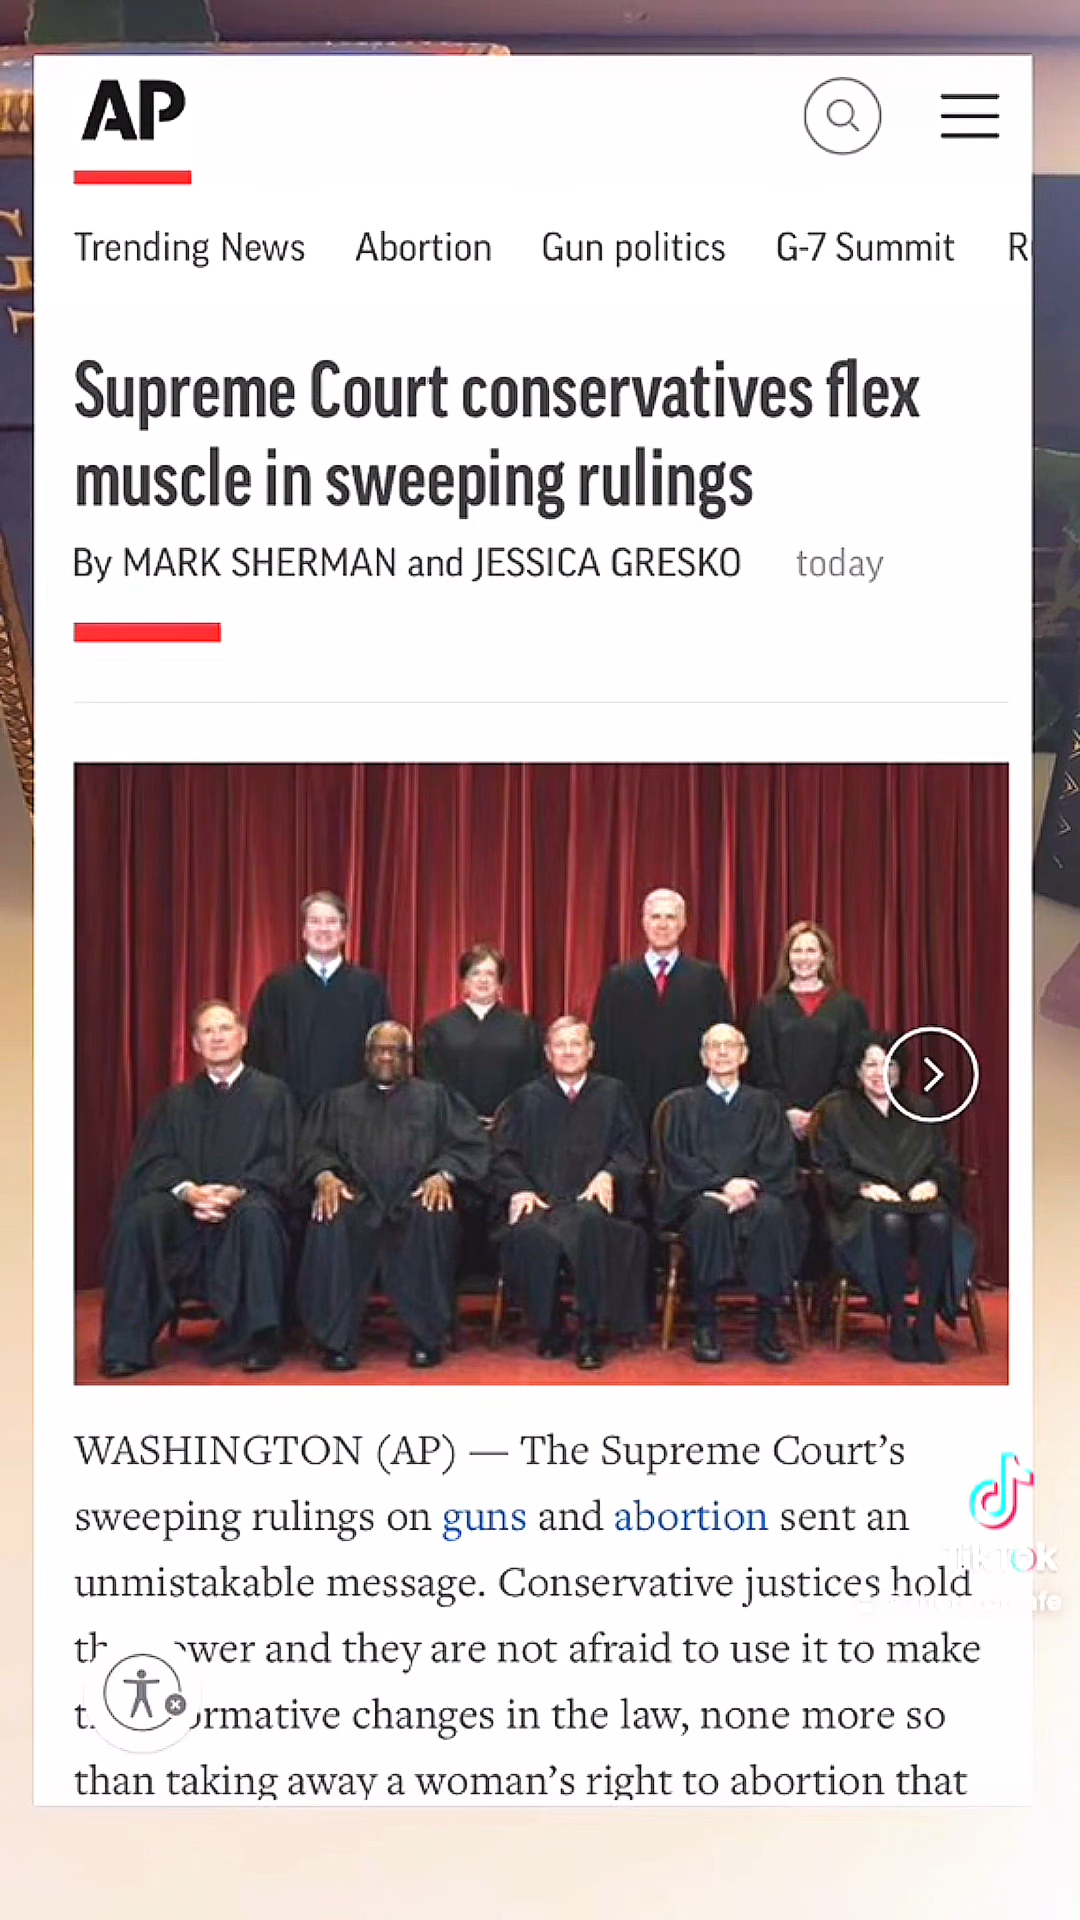 AP
Trending News Abortion Gun politics G-7 Summit R
Supreme Court conservatives flex
muscle in sweeping rulings
By MARK SHERMAN and JESSICA GRESKO today
WASHINGTON (AP) — The Supreme Court's
sweeping rulings on guns and abortion sent an
unmistakable message. Conservative justices hold
and they are not afraid to use it to make
changes in the law, none more so
than taking away a woman's right to abortion that
TikTok